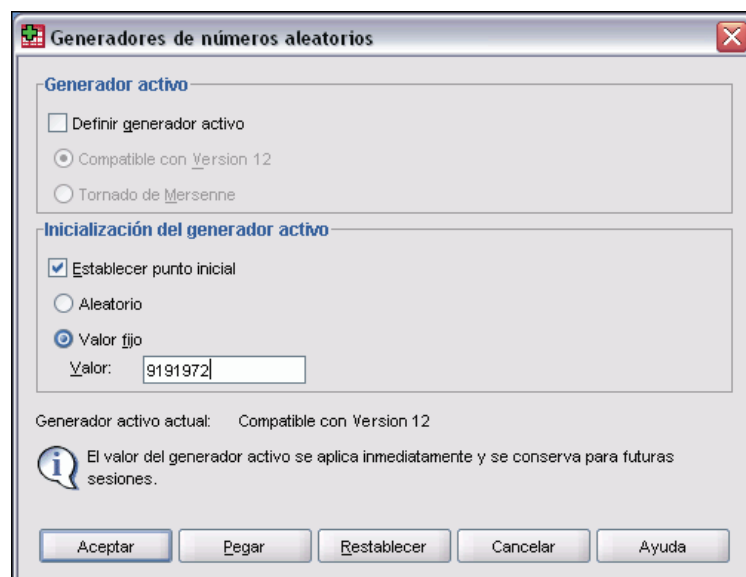 Generadores de números aleatorios
Generador activo
Definir generador activo
Compatible con Version 12
Tornado de Mersenne
Inicialización del generador activo
Establecer punto inicial
Aleatorio
Valor fijo
Valor: 9191972
Generador activo actual: Compatible con Version 12
El valor del generador activo se aplica inmediatamente y se conserva para futuras
sesiones.
Aceptar Pegar Restablecer Cancelar Ayuda